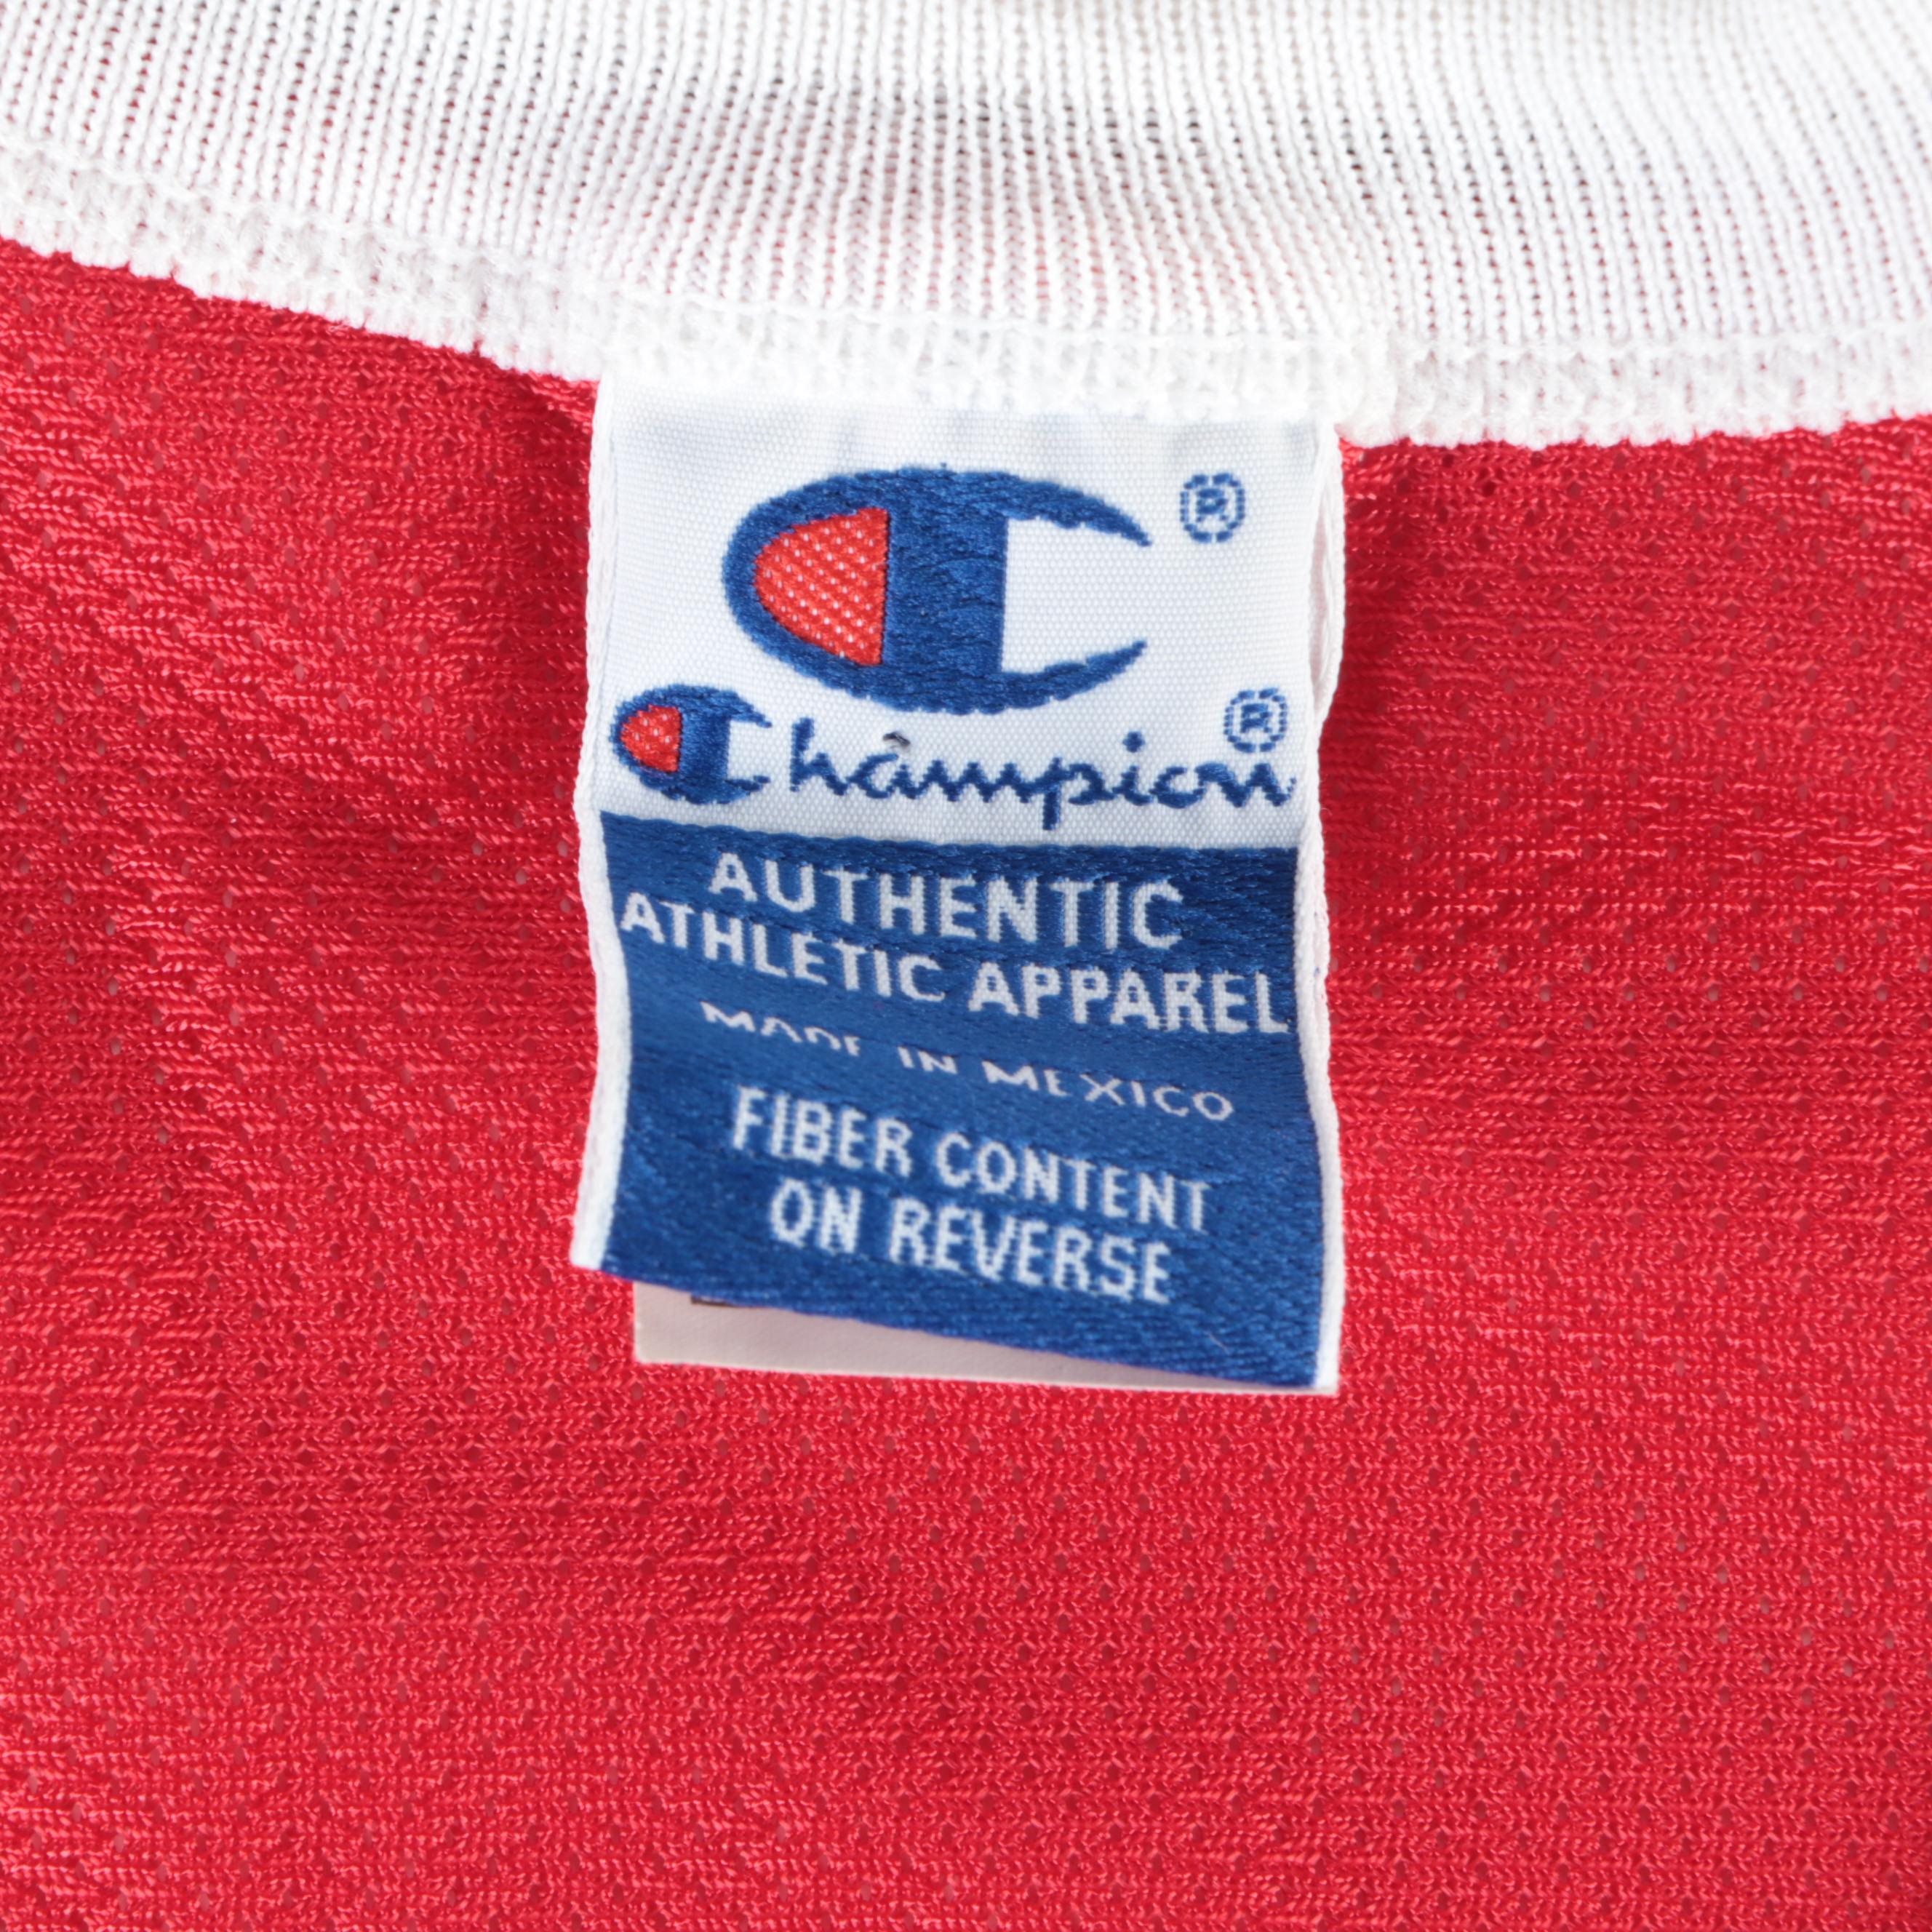 ®
Champion®
AUTHENTIC
ATHLETIC APPAREL
MADE IN MEXICO
FIBER CONTENT
ON REVERSE